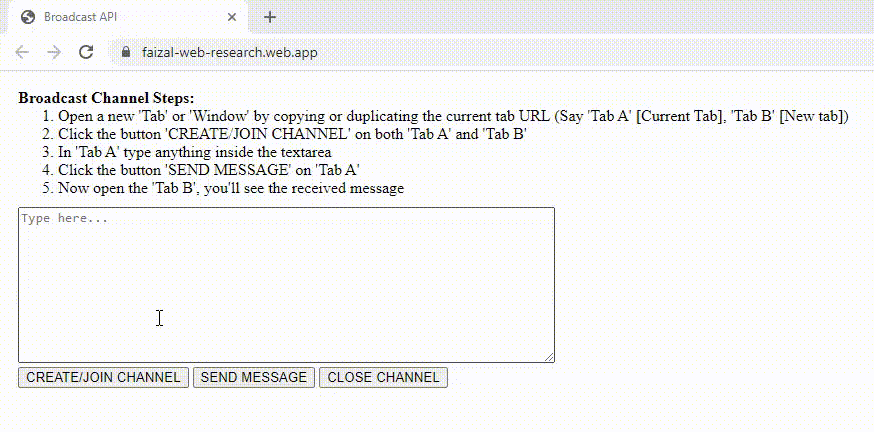 Broadcast API
faizal-web-research.web.app
Broadcast Channel Steps:
1. Open a new 'Tab' or 'Window' by copying or duplicating the current tab URL (Say 'Tab A' [Current Tab], 'Tab B' [New tab])
2. Click the button 'CREATE/JOIN CHANNEL' on both 'Tab A' and 'Tab B'
3. In 'Tab A' type anything inside the textarea
4. Click the button 'SEND MESSAGE' on 'Tab A'
5. Now open the 'Tab B', you'll see the received message
Type here...
CREATE/JOIN CHANNEL SEND MESSAGE CLOSE CHANNEL